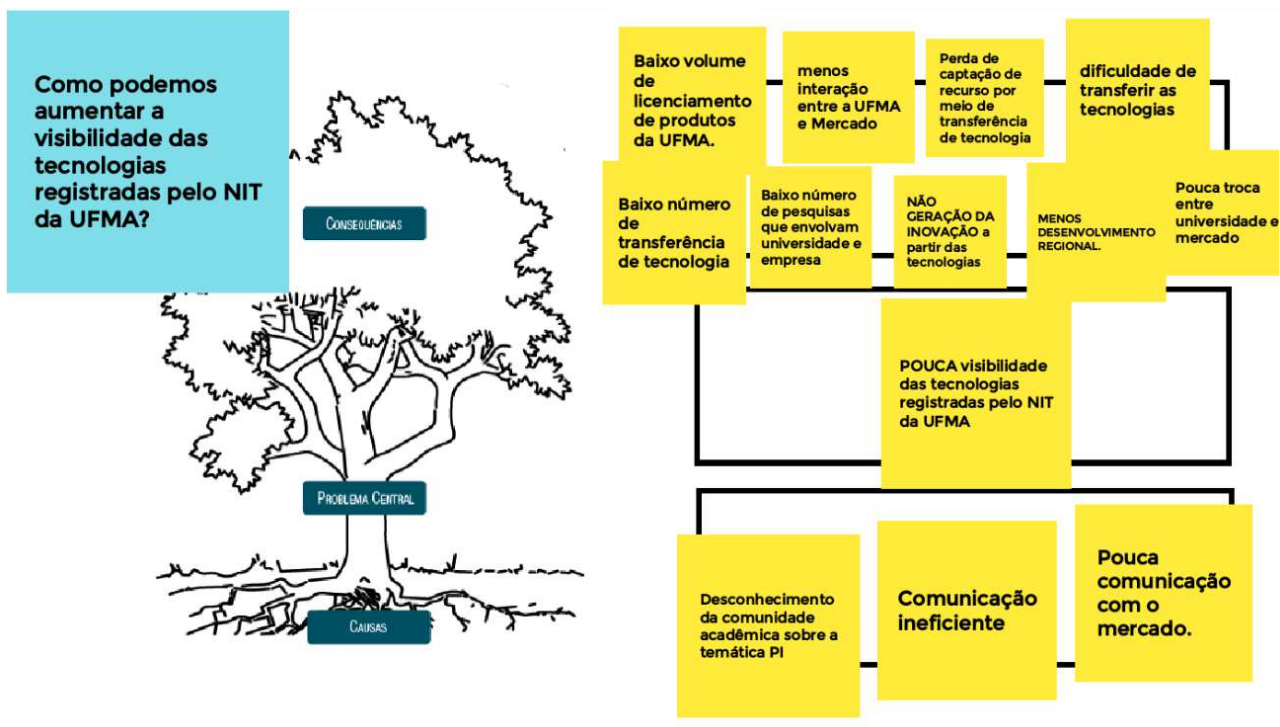 Como podemos
aumentar a
visibilidade das
tecnologias
registradas pelo NIT
da UFMA?
CONSEQUÊNCIAS
PROBLEMA CENTRAL
CAUSAS
Baixo volume
de
licenciamento
de produtos
da UFMA.
menos
interação
entre a UFMA
e Mercado
Perda de
captação de
recurso por
meio de
transferência
de tecnologia
dificuldade de
transferir as
tecnologias
Baixo número
de
transferência
de tecnologia
Baixo número
de pesquisas
que envolvam
universidade e
empresa
NÃO
GERAÇÃO DA
INOVAÇÃO a
partir das
tecnologias
MENOS
DESENVOLVIMENTO
REGIONAL.
Pouca troca
entre
universidade e
mercado
POUCA visibilidade
das tecnologias
registradas pelo NIT
da UFMA
Desconhecimento
da comunidade
acadêmica sobre a
temática PI
Comunicação
ineficiente
Pouca
comunicação
com o
mercado.